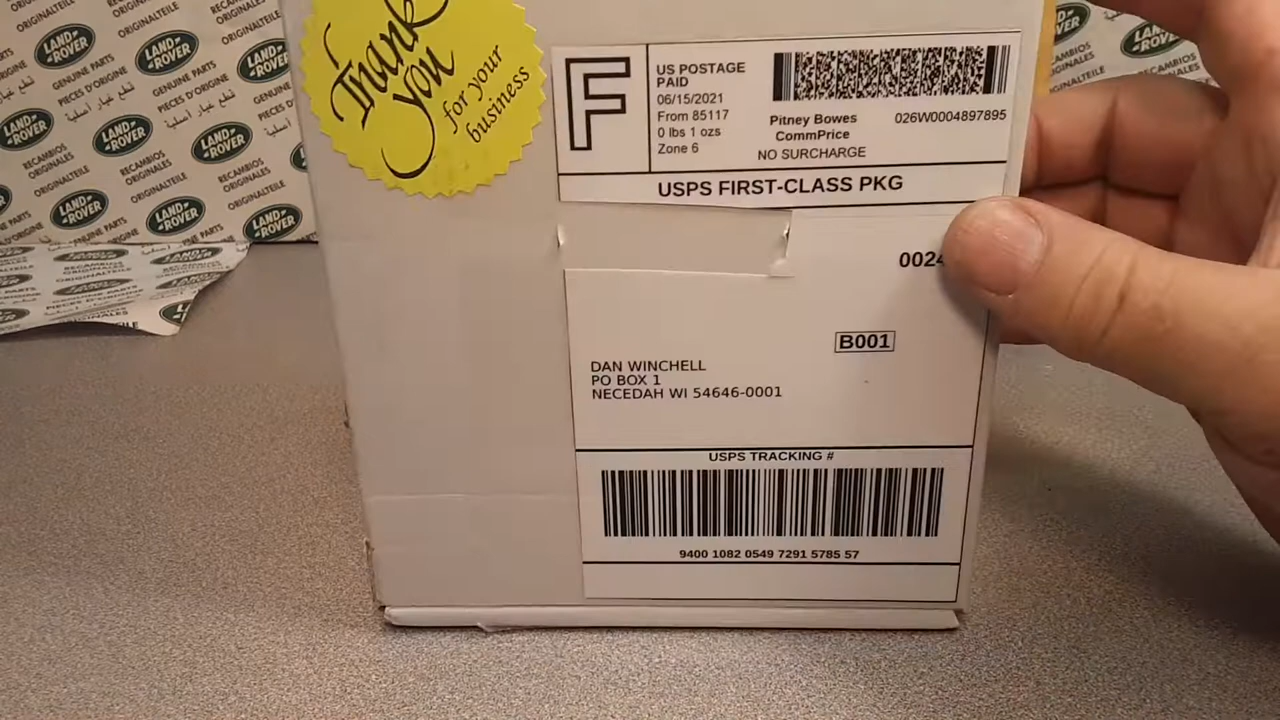 Thank
you
for your
business
F
US POSTAGE
PAID
06/15/2021
From 85117
0 lbs 1 ozs
Zone 6
Pitney Bowes
CommPrice
NO SURCHARGE
026W0004897895
USPS FIRST-CLASS PKG
0024
B001
DAN WINCHELL
PO BOX 1
NECEDAH WI 54646-0001
USPS TRACKING #
9400 1082 0549 7291 5785 57
LAND ROVER
GENUINE PARTS
PIECES D'ORIGINE
قطع غيار أصلية
RECAMBIOS
ORIGINALES
ORIGINALTEILE